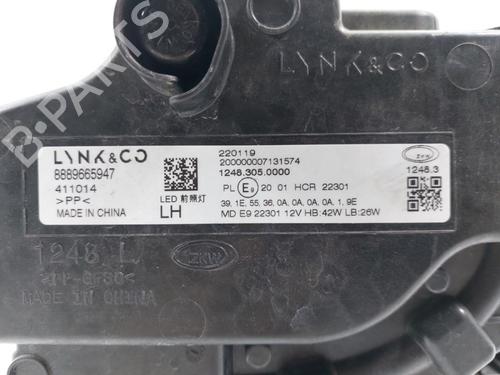 LYNK&CO
LYNK&CO
8889665947
411014
>PP<
MADE IN CHINA
LED 前照灯
LH
220119
200000007131574
1248.305.0000
PL E9 20 01 HCR 22301
39, 1E, 55, 36, 0A, 0A, 0A, 0A, 1, 9E
MD E9 22301 12V HB:42W LB:26W
1248.3
1248 L
ZKW
MADE IN CHINA
B-PARTS